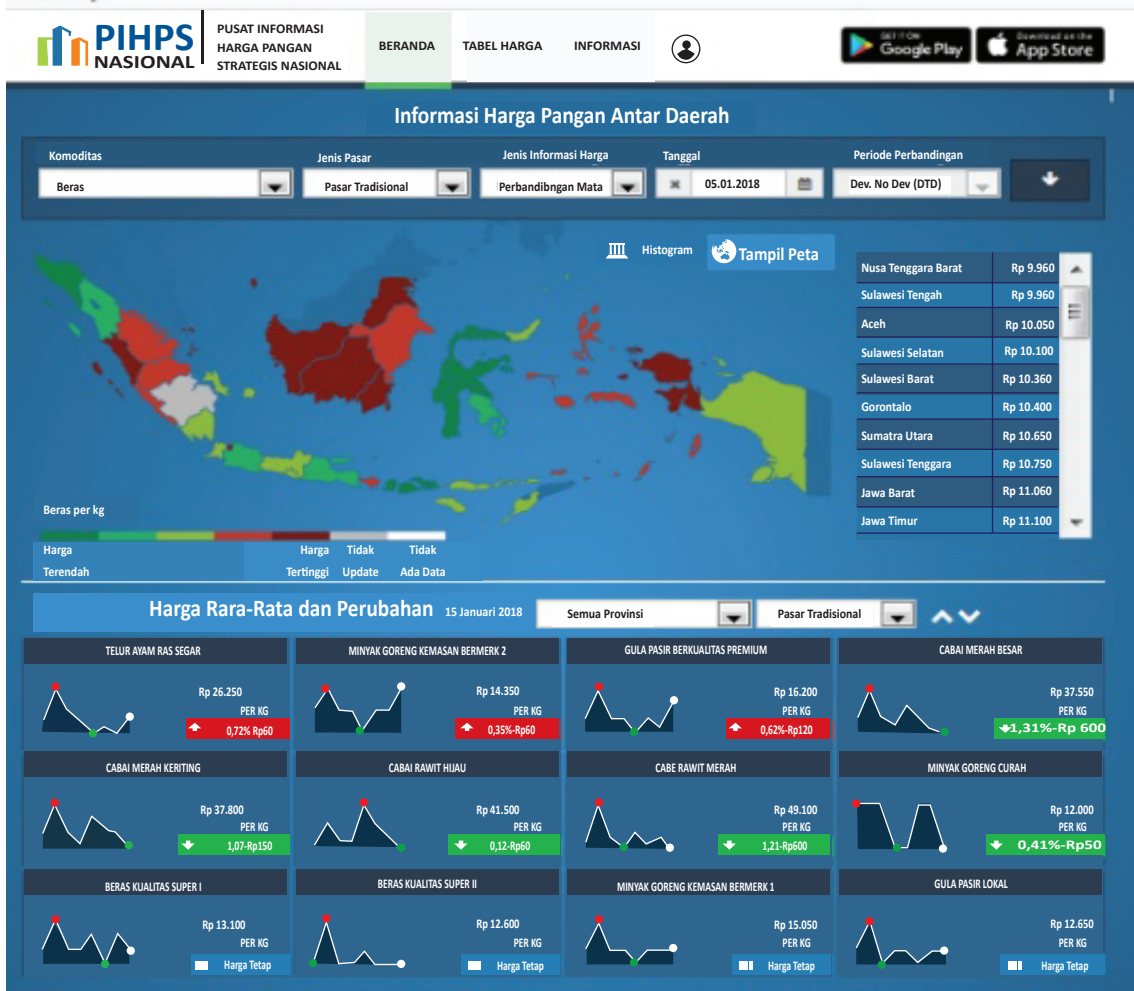 PIHPS
NASIONAL
PUSAT INFORMASI
HARGA PANGAN
STRATEGIS NASIONAL
BERANDA
TABEL HARGA
INFORMASI
GET IT ON
Google Play
Download on the
App Store
Informasi Harga Pangan Antar Daerah
Komoditas
Jenis Pasar
Jenis Informasi Harga
Tanggal
Periode Perbandingan
Beras
Pasar Tradisional
Perbandibngan Mata
05.01.2018
Dev. No Dev (DTD)
Histogram
Tampil Peta
Nusa Tenggara Barat Rp 9.960
Sulawesi Tengah Rp 9.960
Aceh Rp 10.050
Sulawesi Selatan Rp 10.100
Sulawesi Barat Rp 10.360
Gorontalo Rp 10.400
Sumatra Utara Rp 10.650
Sulawesi Tenggara Rp 10.750
Jawa Barat Rp 11.060
Jawa Timur Rp 11.100
Beras per kg
Harga
Terendah
Harga
Tertinggi
Tidak
Update
Tidak
Ada Data
Harga Rara-Rata dan Perubahan 15 Januari 2018
Semua Provinsi
Pasar Tradisional
TELUR AYAM RAS SEGAR
Rp 26.250
PER KG
0,72% Rp60
MINYAK GORENG KEMASAN BERMERK 2
Rp 14.350
PER KG
0,35%-Rp60
GULA PASIR BERKUALITAS PREMIUM
Rp 16.200
PER KG
0,62%-Rp120
CABAI MERAH BESAR
Rp 37.550
PER KG
1,31%-Rp 600
CABAI MERAH KERITING
Rp 37.800
PER KG
1,07-Rp150
CABAI RAWIT HIJAU
Rp 41.500
PER KG
0,12-Rp60
CABE RAWIT MERAH
Rp 49.100
PER KG
1,21-Rp600
MINYAK GORENG CURAH
Rp 12.000
PER KG
0,41%-Rp50
BERAS KUALITAS SUPER I
Rp 13.100
PER KG
Harga Tetap
BERAS KUALITAS SUPER II
Rp 12.600
PER KG
Harga Tetap
MINYAK GORENG KEMASAN BERMERK 1
Rp 15.050
PER KG
Harga Tetap
GULA PASIR LOKAL
Rp 12.650
PER KG
Harga Tetap